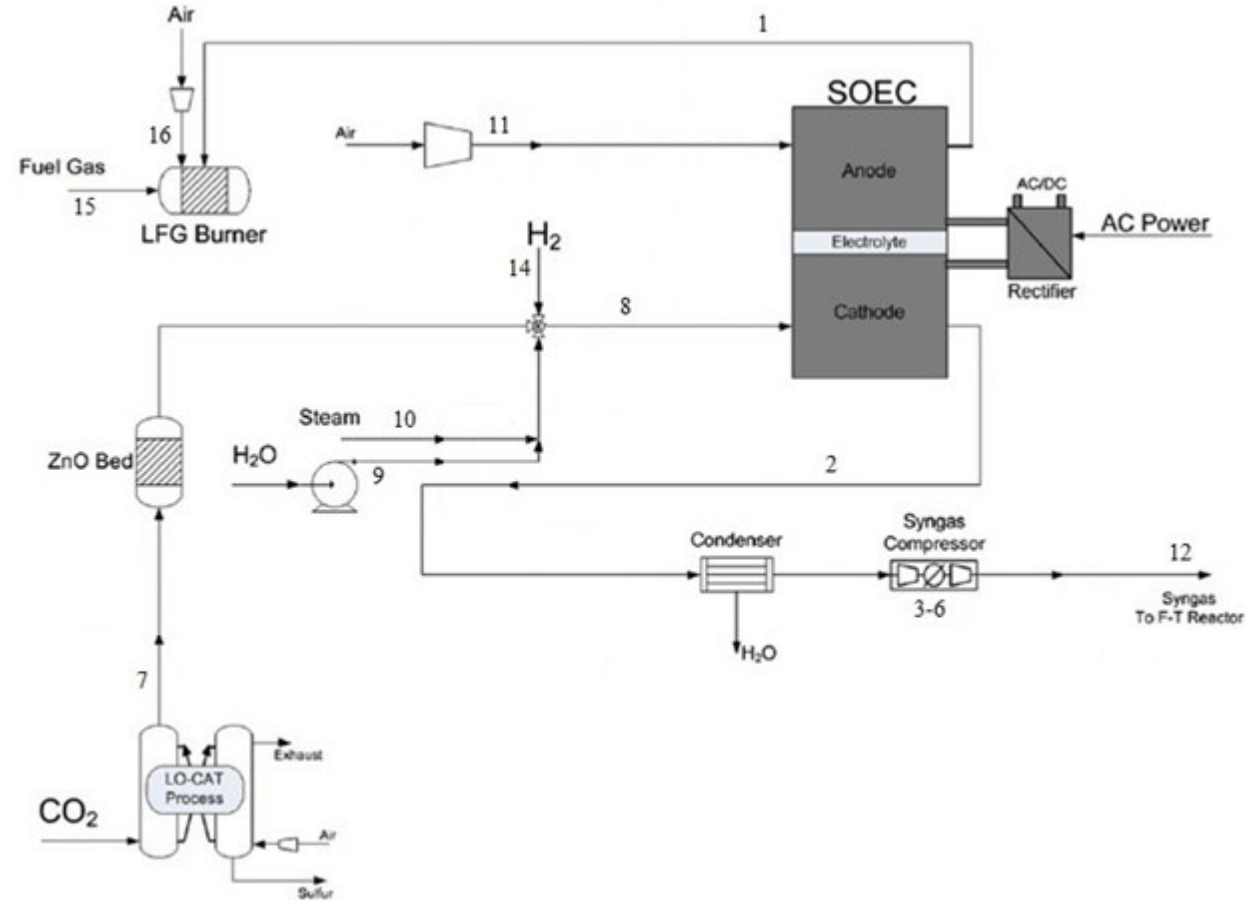 Air
1
SOEC
16
Air
11
Fuel Gas
15
Anode
AC/DC
LFG Burner
H₂
AC Power
Electrolyte
14
Rectifier
8
Cathode
Steam
10
ZnO Bed
H₂O
9
2
Condenser
Syngas
Compressor
12
3-6
Syngas
To F-T Reactor
H₂O
7
Exhaust
LO-CAT
Process
CO₂
Air
Sulfur